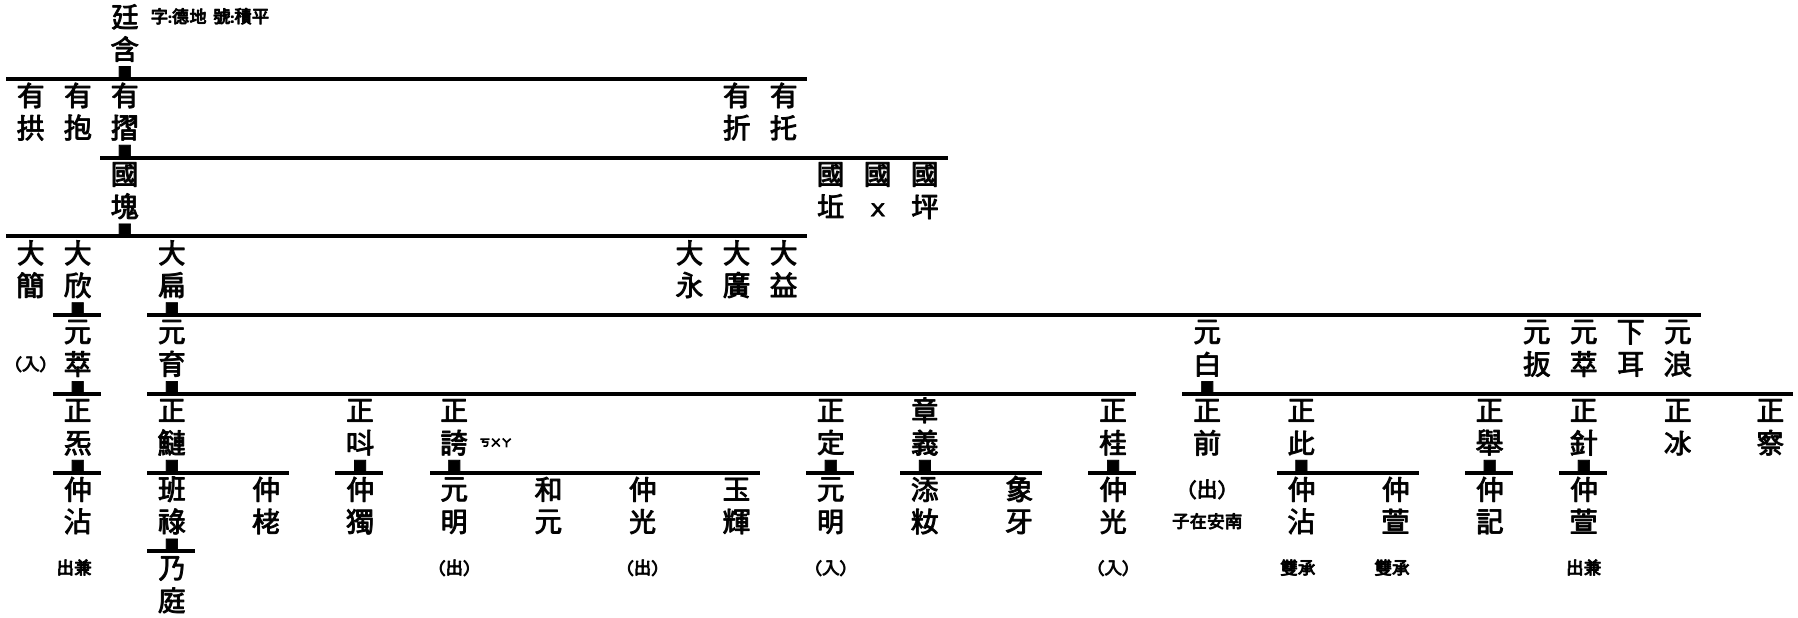 廷含 字:德地 號:積平
有拱 有抱 有摺 有折 有托
國塊 國坵 國x 國坪
大簡 大欣 大扁 大永 大廣 大益
(入) 元萃 元育 元白 元扳 元萃 下耳 元浪
正炁 正鰱 正呌 正誇 ㄎㄨㄚ 正定 章義 正桂 正前 正此 正舉 正針 正冰 正察
仲沾 班祿 仲栳 仲獨 元明 和元 仲光 玉輝 元明 添籹 象牙 仲光 (出) 仲沾 仲萱 仲記 仲萱
子在安南
出兼 乃庭 (出) (出) (入) (入) 雙承 雙承 出兼